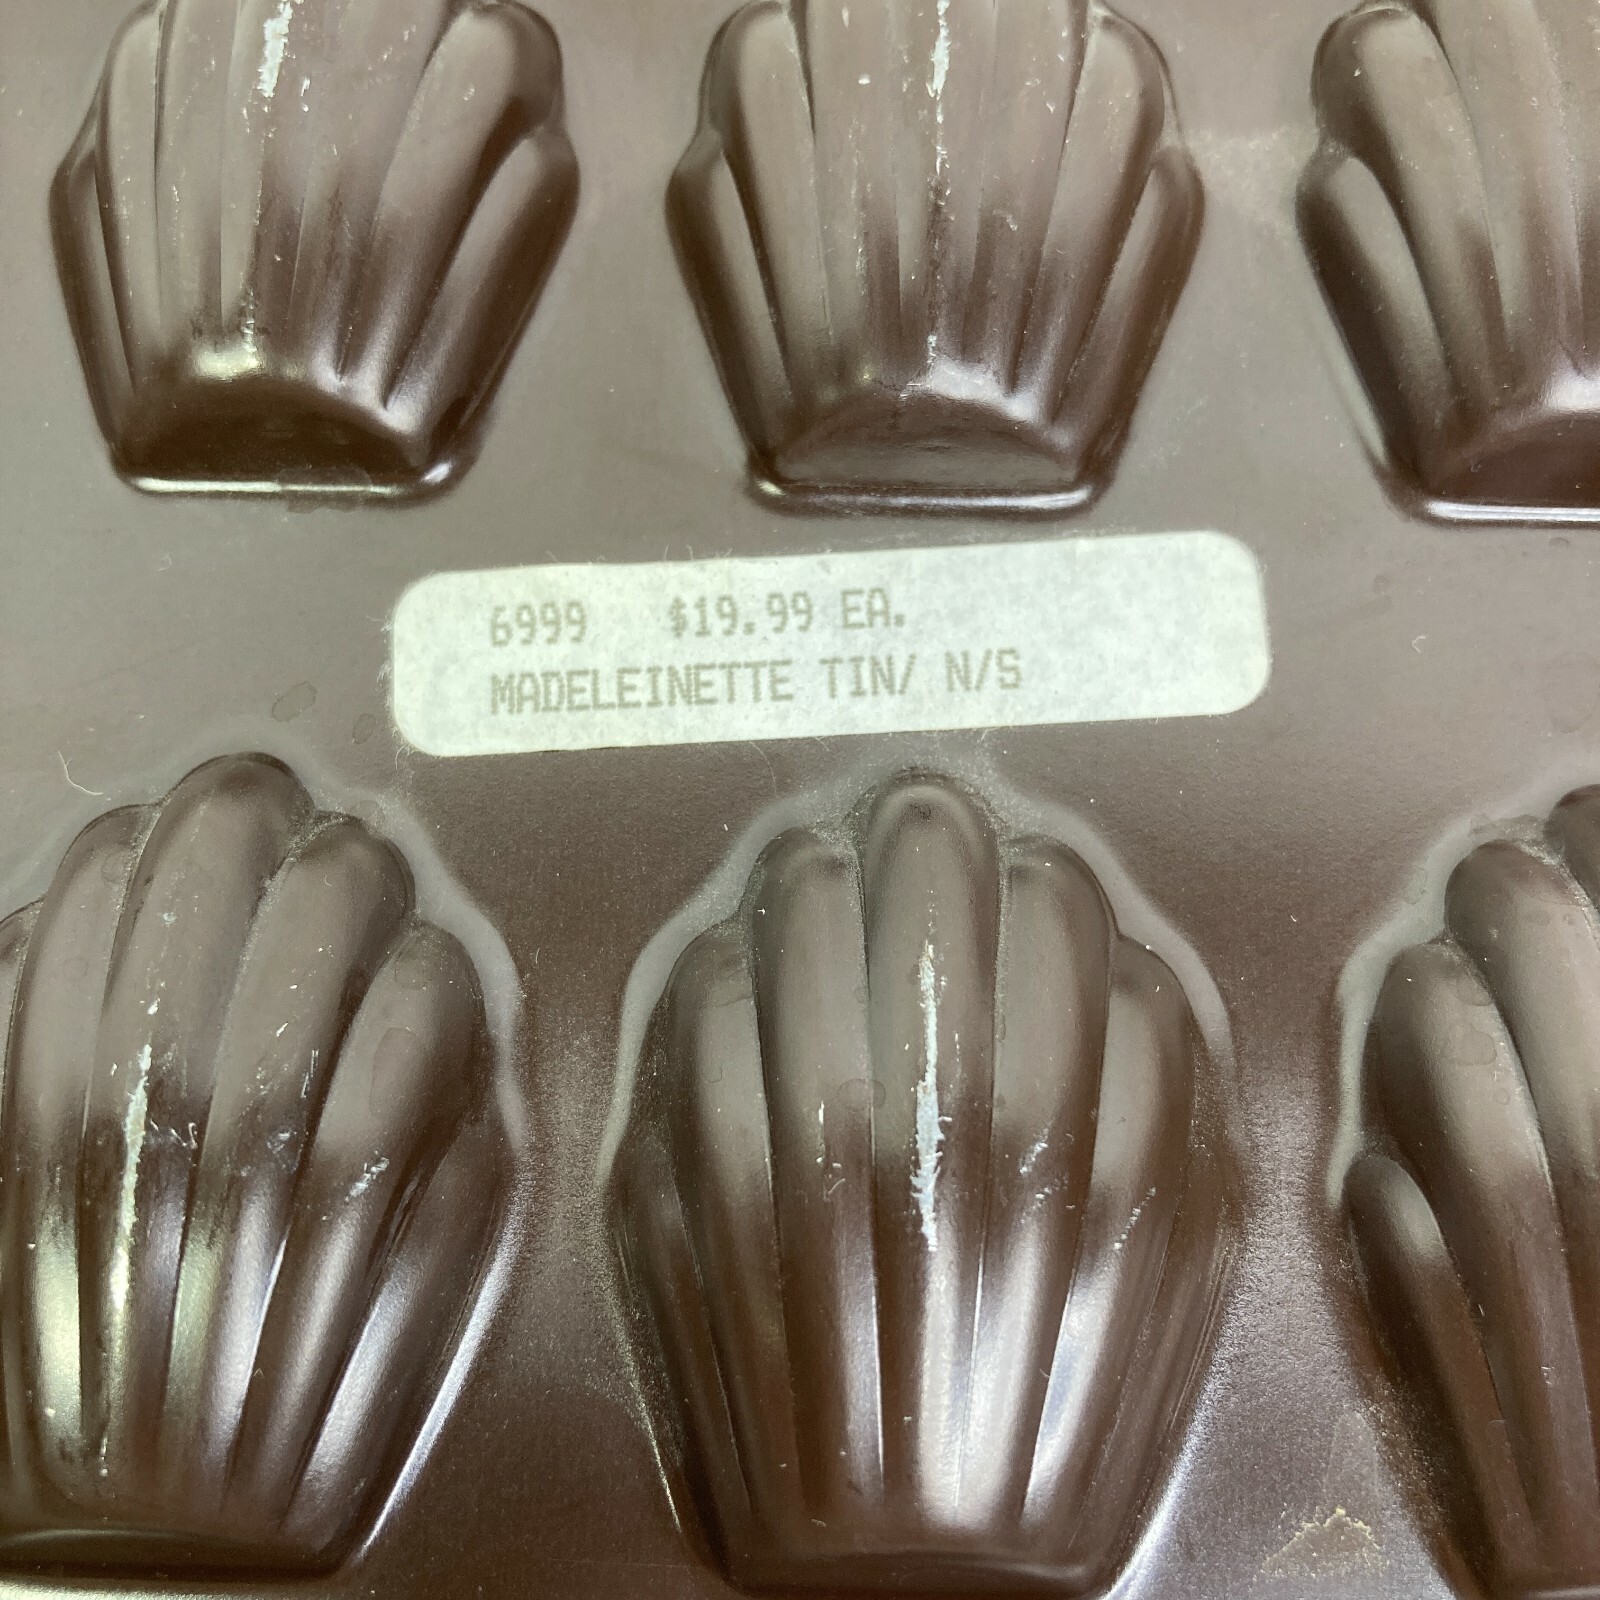 6999 $19.99 EA.
MADELEINETTE TIN/ N/S